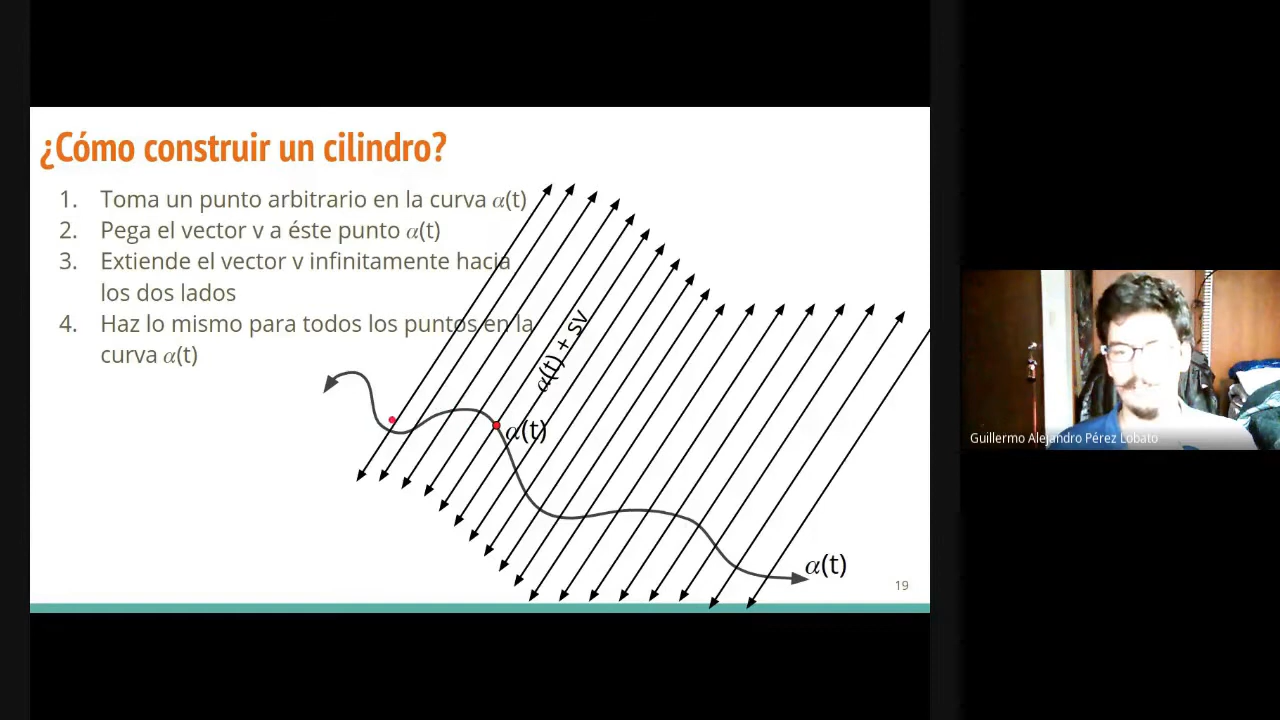 ¿Cómo construir un cilindro?
1. Toma un punto arbitrario en la curva α(t)
2. Pega el vector v a éste punto α(t)
3. Extiende el vector v infinitamente hacia
los dos lados
4. Haz lo mismo para todos los puntos en la
curva α(t)
α(t) + sv
α(t)
α(t)
19
Guillermo Alejandro Pérez Lobato